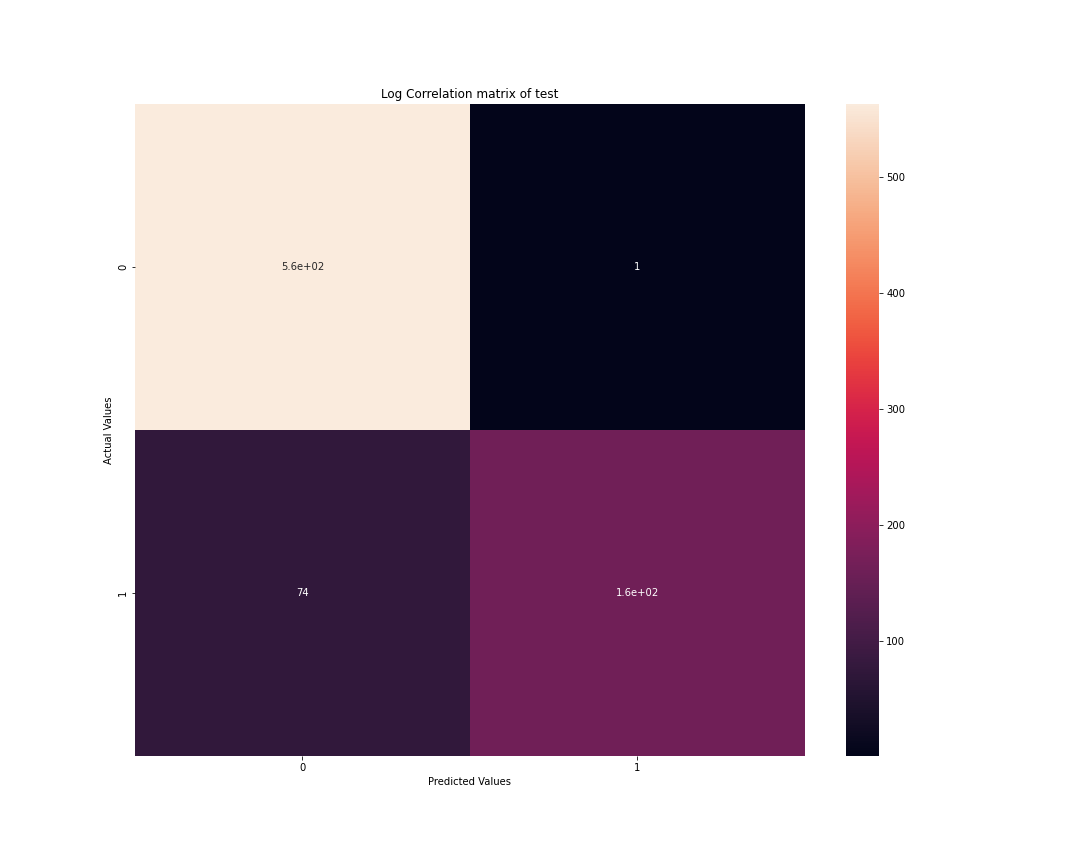 Log Correlation matrix of test
0
5.6e+02
1
1
74
1.6e+02
Actual Values
0
1
Predicted Values
500
400
300
200
100